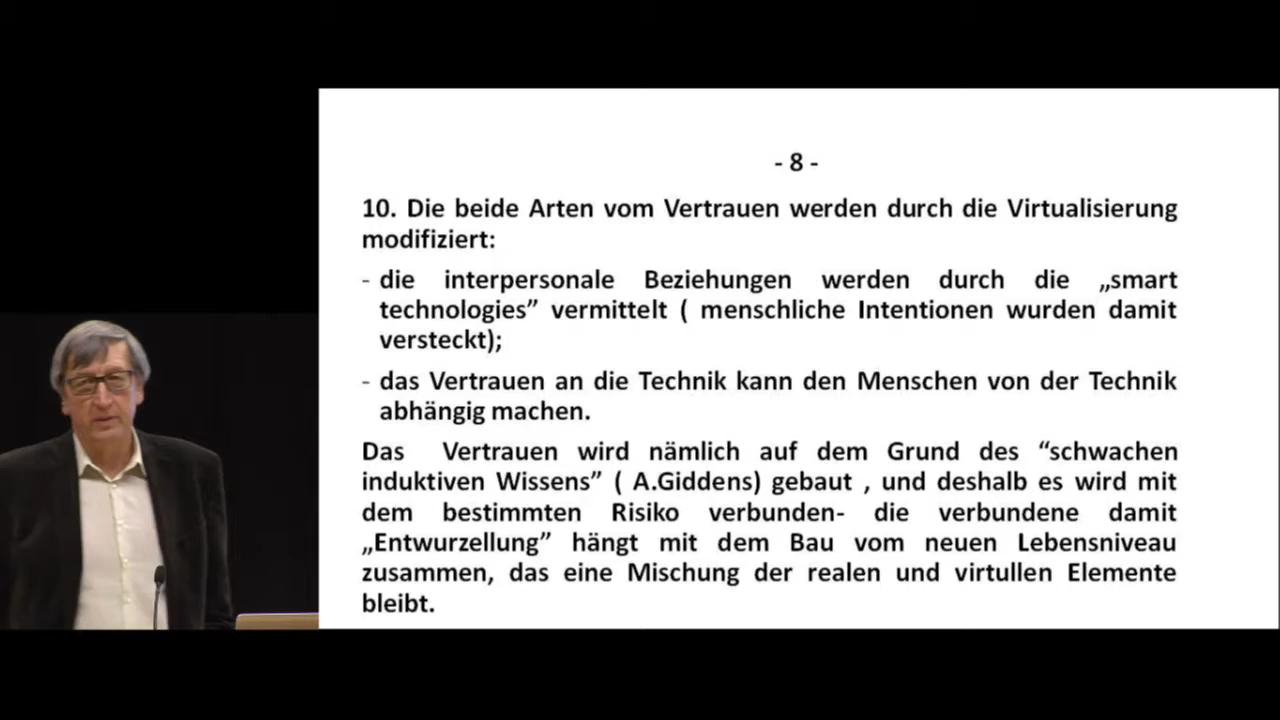 - 8 -
10. Die beide Arten vom Vertrauen werden durch die Virtualisierung
modifiziert:
- die interpersonale Beziehungen werden durch die „smart
technologies” vermittelt ( menschliche Intentionen wurden damit
versteckt);
- das Vertrauen an die Technik kann den Menschen von der Technik
abhängig machen.
Das Vertrauen wird nämlich auf dem Grund des “schwachen
induktiven Wissens” ( A.Giddens) gebaut , und deshalb es wird mit
dem bestimmten Risiko verbunden- die verbundene damit
„Entwurzellung” hängt mit dem Bau vom neuen Lebensniveau
zusammen, das eine Mischung der realen und virtullen Elemente
bleibt.